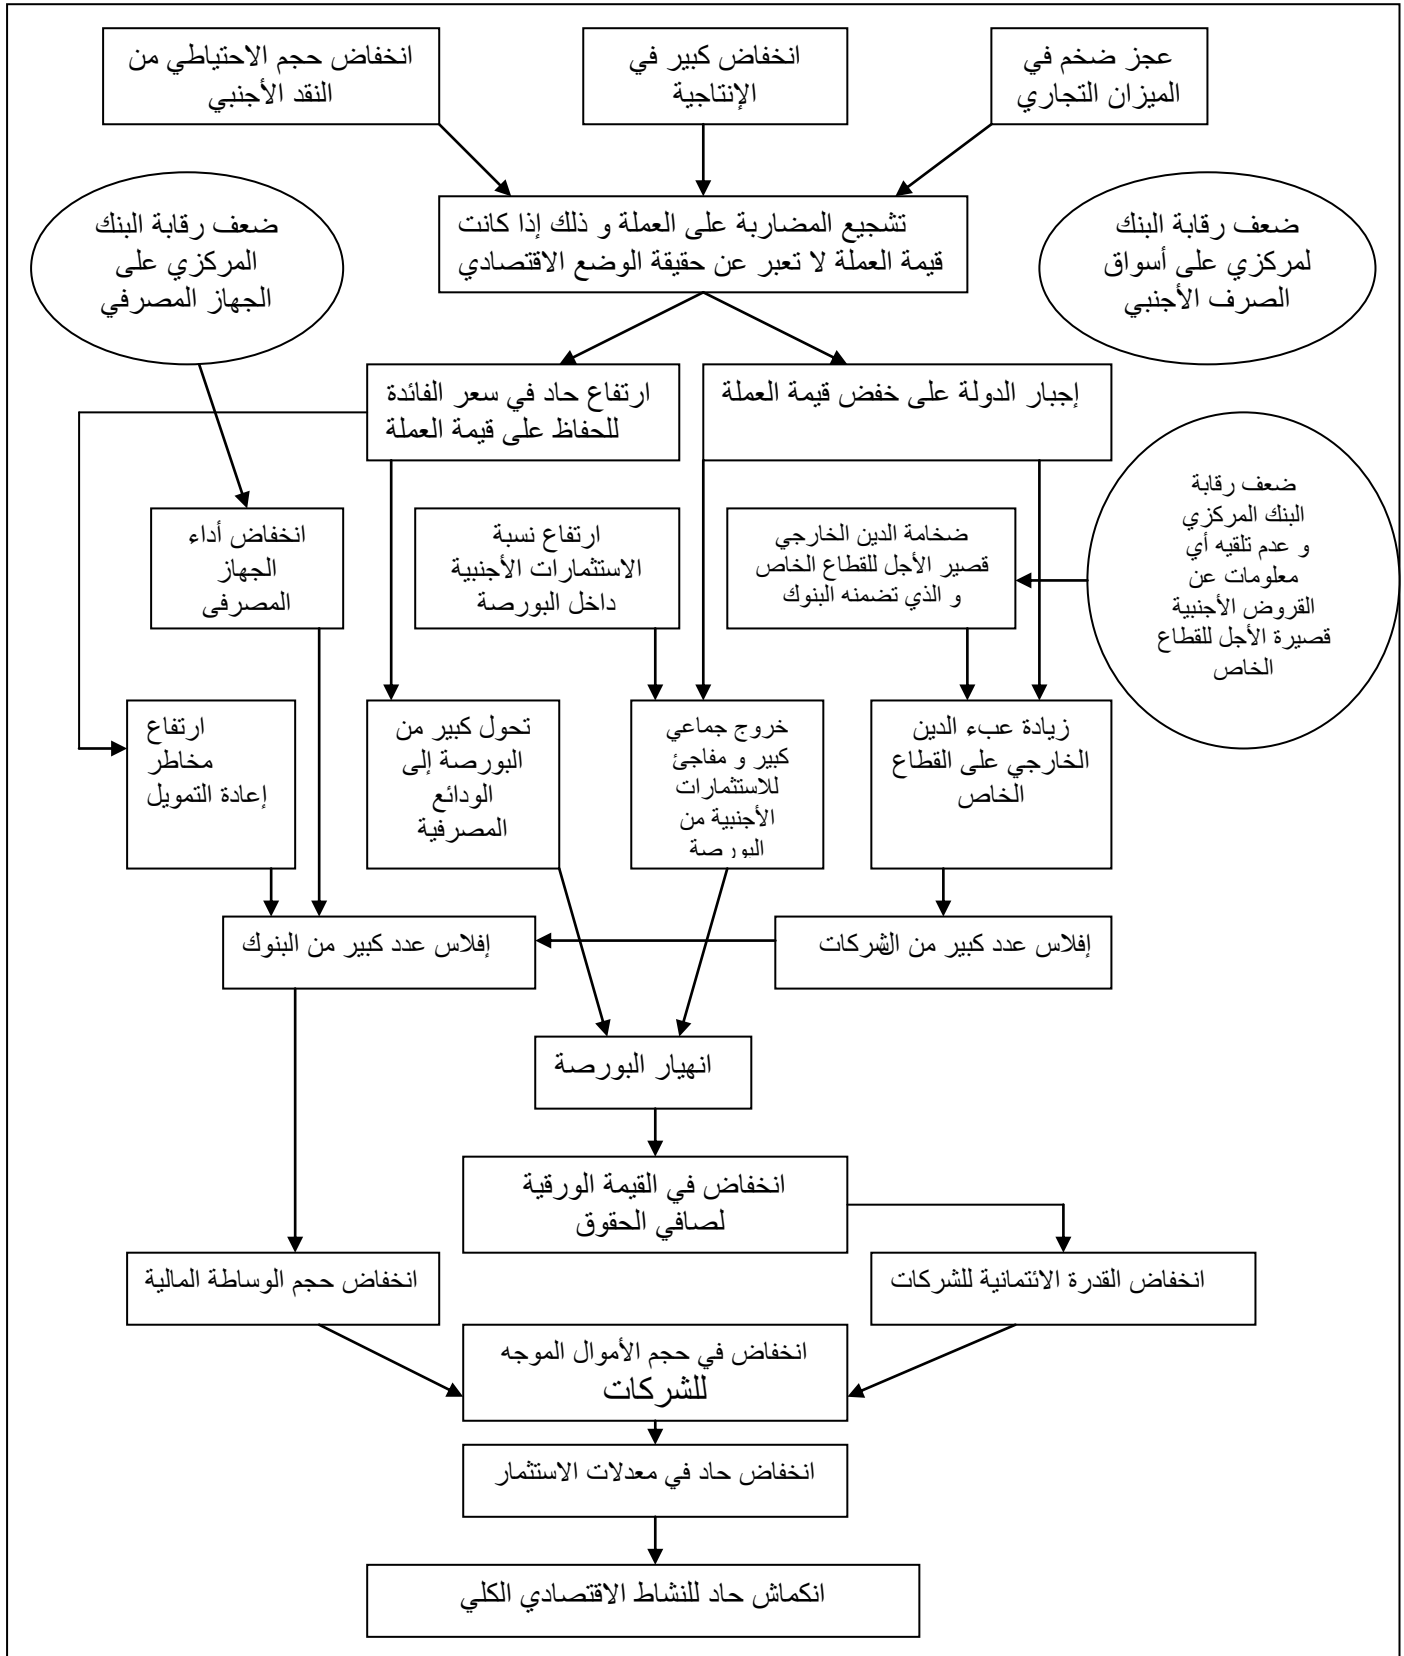 عجز ضخم في
الميزان التجاري
انخفاض كبير في
الإنتاجية
انخفاض حجم الاحتياطي من
النقد الأجنبي
ضعف رقابة البنك
لمركزي على أسواق
الصرف الأجنبي
تشجيع المضاربة على العملة و ذلك إذا كانت
قيمة العملة لا تعبر عن حقيقة الوضع الاقتصادي
ضعف رقابة البنك
المركزي على
الجهاز المصرفي
إجبار الدولة على خفض قيمة العملة
ارتفاع حاد في سعر الفائدة
للحفاظ على قيمة العملة
ضعف رقابة
البنك المركزي
و عدم تلقيه أي
معلومات عن
القروض الأجنبية
قصيرة الأجل للقطاع
الخاص
ضخامة الدين الخارجي
قصير الأجل للقطاع الخاص
و الذي تضمنه البنوك
ارتفاع نسبة
الاستثمارات الأجنبية
داخل البورصة
انخفاض أداء
الجهاز
المصرفى
زيادة عبء الدين
الخارجي على القطاع
الخاص
خروج جماعي
كبير و مفاجئ
للاستثمارات
الأجنبية من
البورصة
تحول كبير من
البورصة إلى
الودائع
المصرفية
ارتفاع
مخاطر
إعادة التمويل
إفلاس عدد كبير من الشركات
إفلاس عدد كبير من البنوك
انهيار البورصة
انخفاض في القيمة الورقية
لصافي الحقوق
انخفاض القدرة الائتمانية للشركات
انخفاض حجم الوساطة المالية
انخفاض في حجم الأموال الموجه
للشركات
انخفاض حاد في معدلات الاستثمار
انكماش حاد للنشاط الاقتصادي الكلي